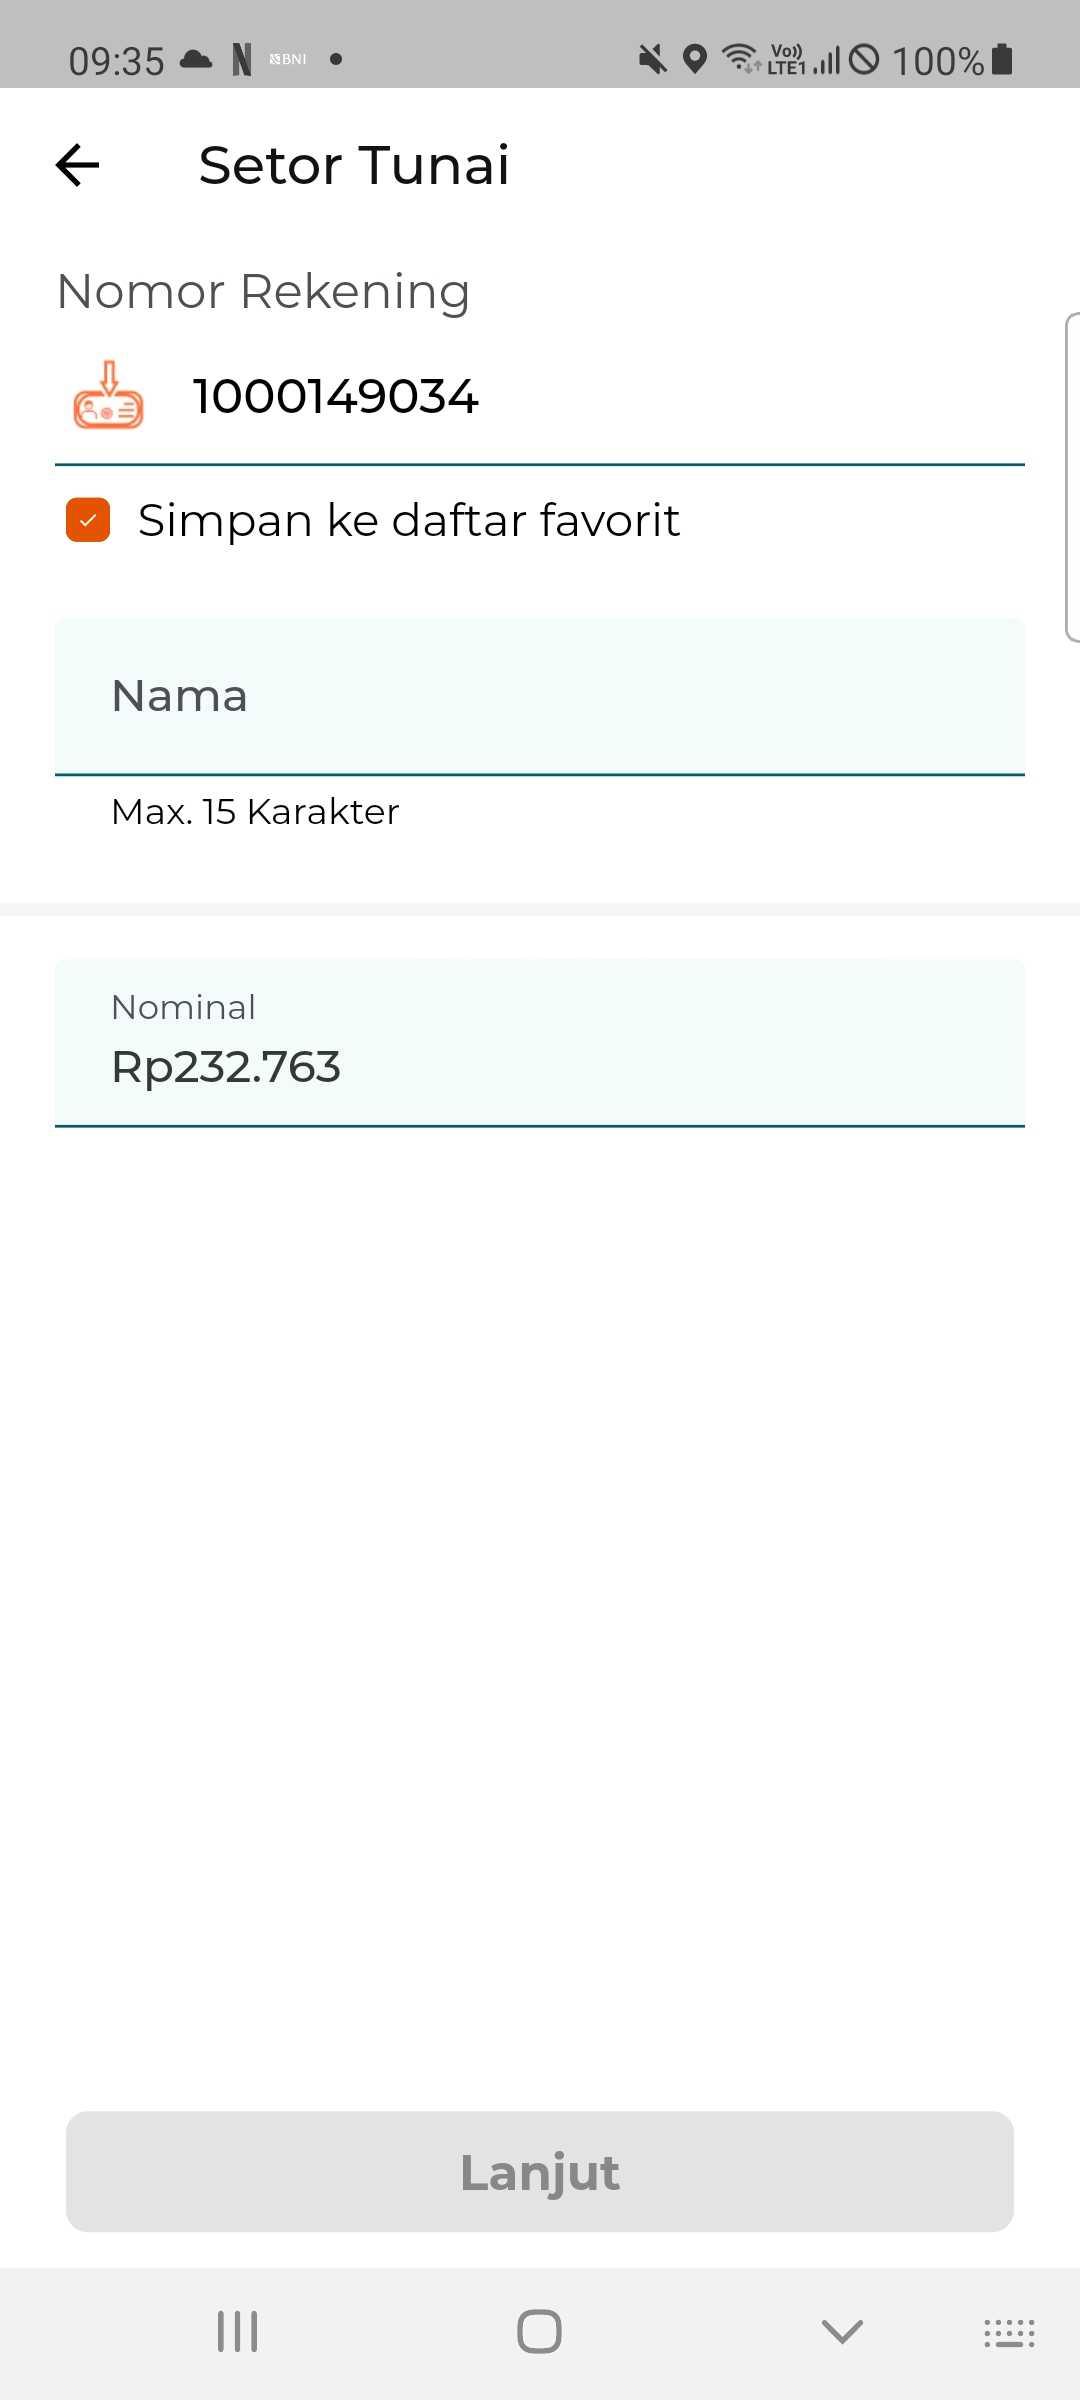 09:35 BNI Vo)) LTE1 100%
Setor Tunai
Nomor Rekening
1000149034
Simpan ke daftar favorit
Nama
Max. 15 Karakter
Nominal
Rp232.763
Lanjut